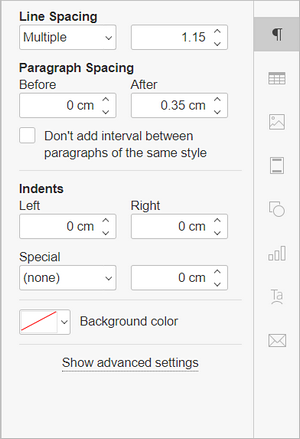 Line Spacing
Multiple 1.15
Paragraph Spacing
Before After
0 cm 0.35 cm
Don't add interval between
paragraphs of the same style
Indents
Left Right
0 cm 0 cm
Special
(none) 0 cm
Background color
Show advanced settings
Ta